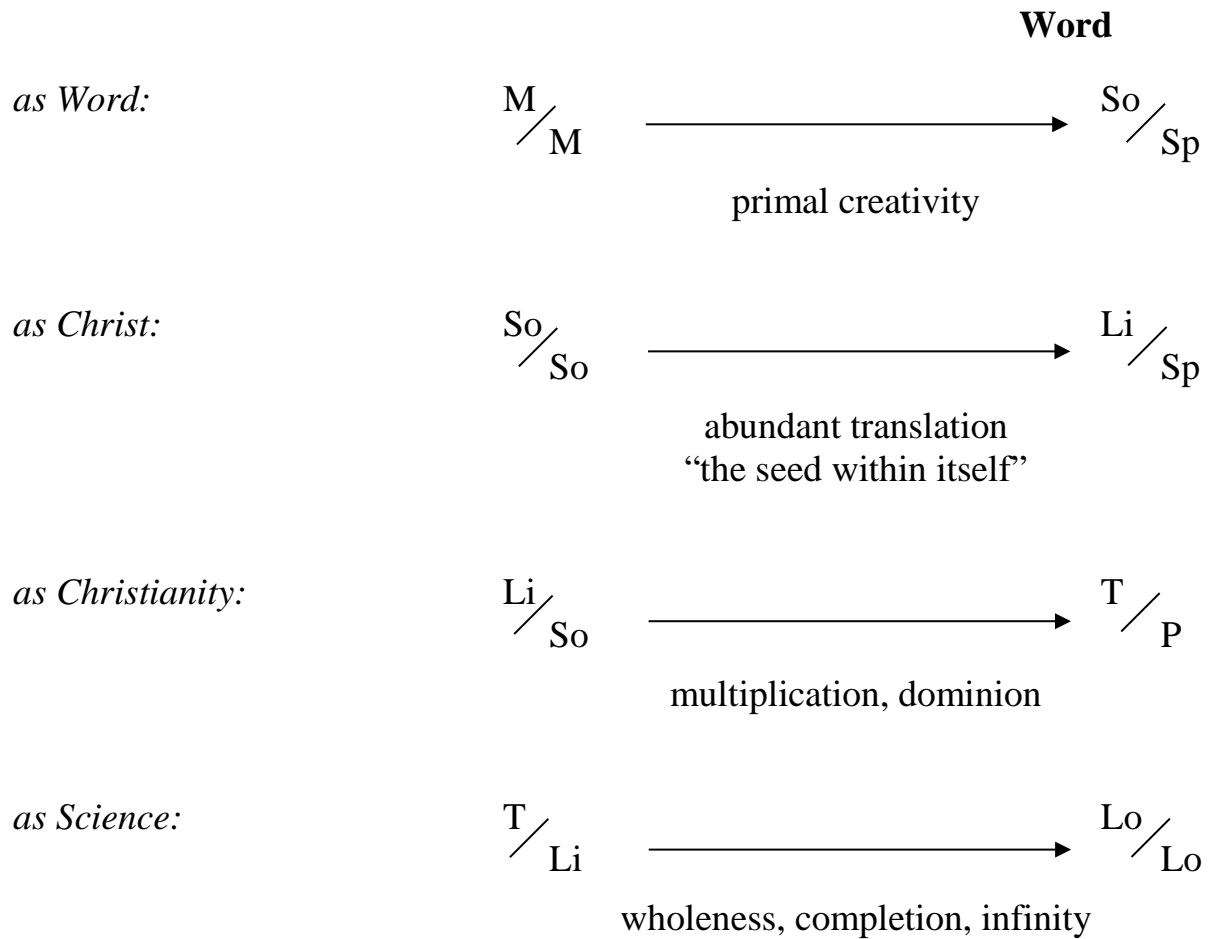 Word
as Word: M/M So/Sp
primal creativity
as Christ: So/So Li/Sp
abundant translation
“the seed within itself”
as Christianity: Li/So T/P
multiplication, dominion
as Science: T/Li Lo/Lo
wholeness, completion, infinity